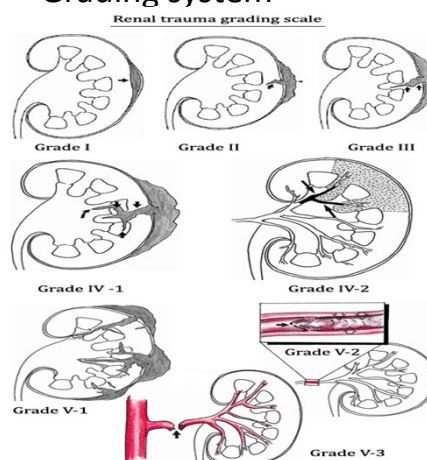 Grading system
Renal trauma grading scale
Grade I
Grade II
Grade III
Grade IV -1
Grade IV-2
Grade V-2
Grade V-1
Grade V-3